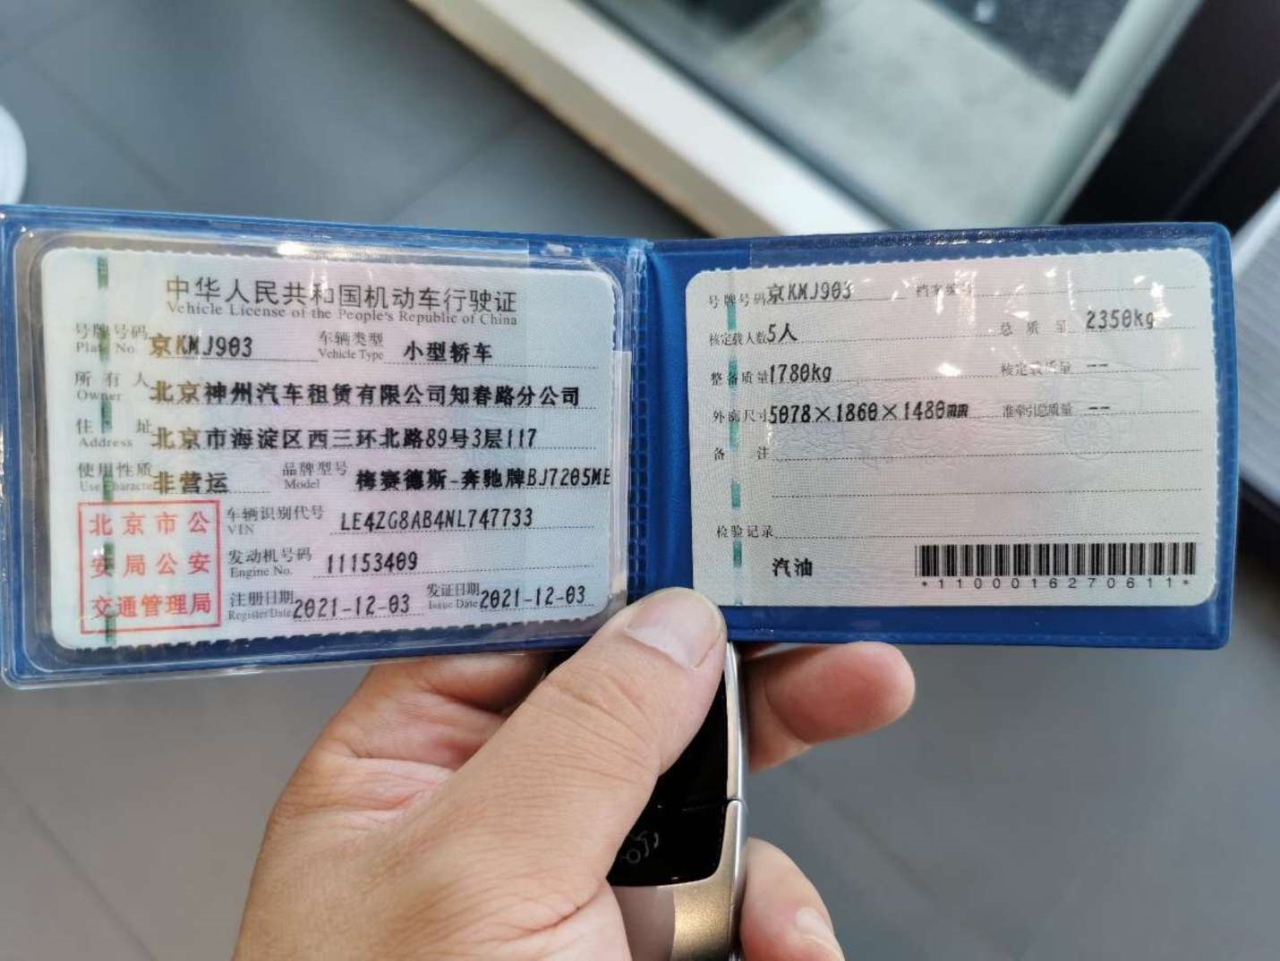 中华人民共和国机动车行驶证
Vehicle License of the People's Republic of China
号牌号码 京KMJ903 车辆类型 小型轿车
Plate No. Vehicle Type
所有人 北京神州汽车租赁有限公司知春路分公司
Owner
住址 北京市海淀区西三环北路89号3层117
Address
使用性质 非营运 品牌型号 梅赛德斯-奔驰牌BJ7205ME
Use Character Model
北京市公
安局公安
交通管理局
车辆识别代号 LE4ZG8AB4NL747733
VIN
发动机号码 11153409
Engine No.
注册日期 2021-12-03 发证日期 2021-12-03
Register Date Issue Date
号牌号码 京KMJ903 档案编号
核定载人数 5人 总质量 2350kg
整备质量 1780kg 核定载质量 --
外廓尺寸 5078×1860×1480mm 准牵引总质量 --
备注
检验记录
汽油
*1100016270611*